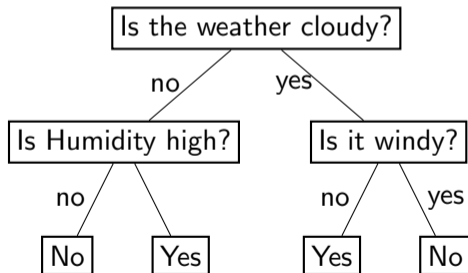 Is the weather cloudy?
no yes
Is Humidity high? Is it windy?
no no yes
No Yes Yes No